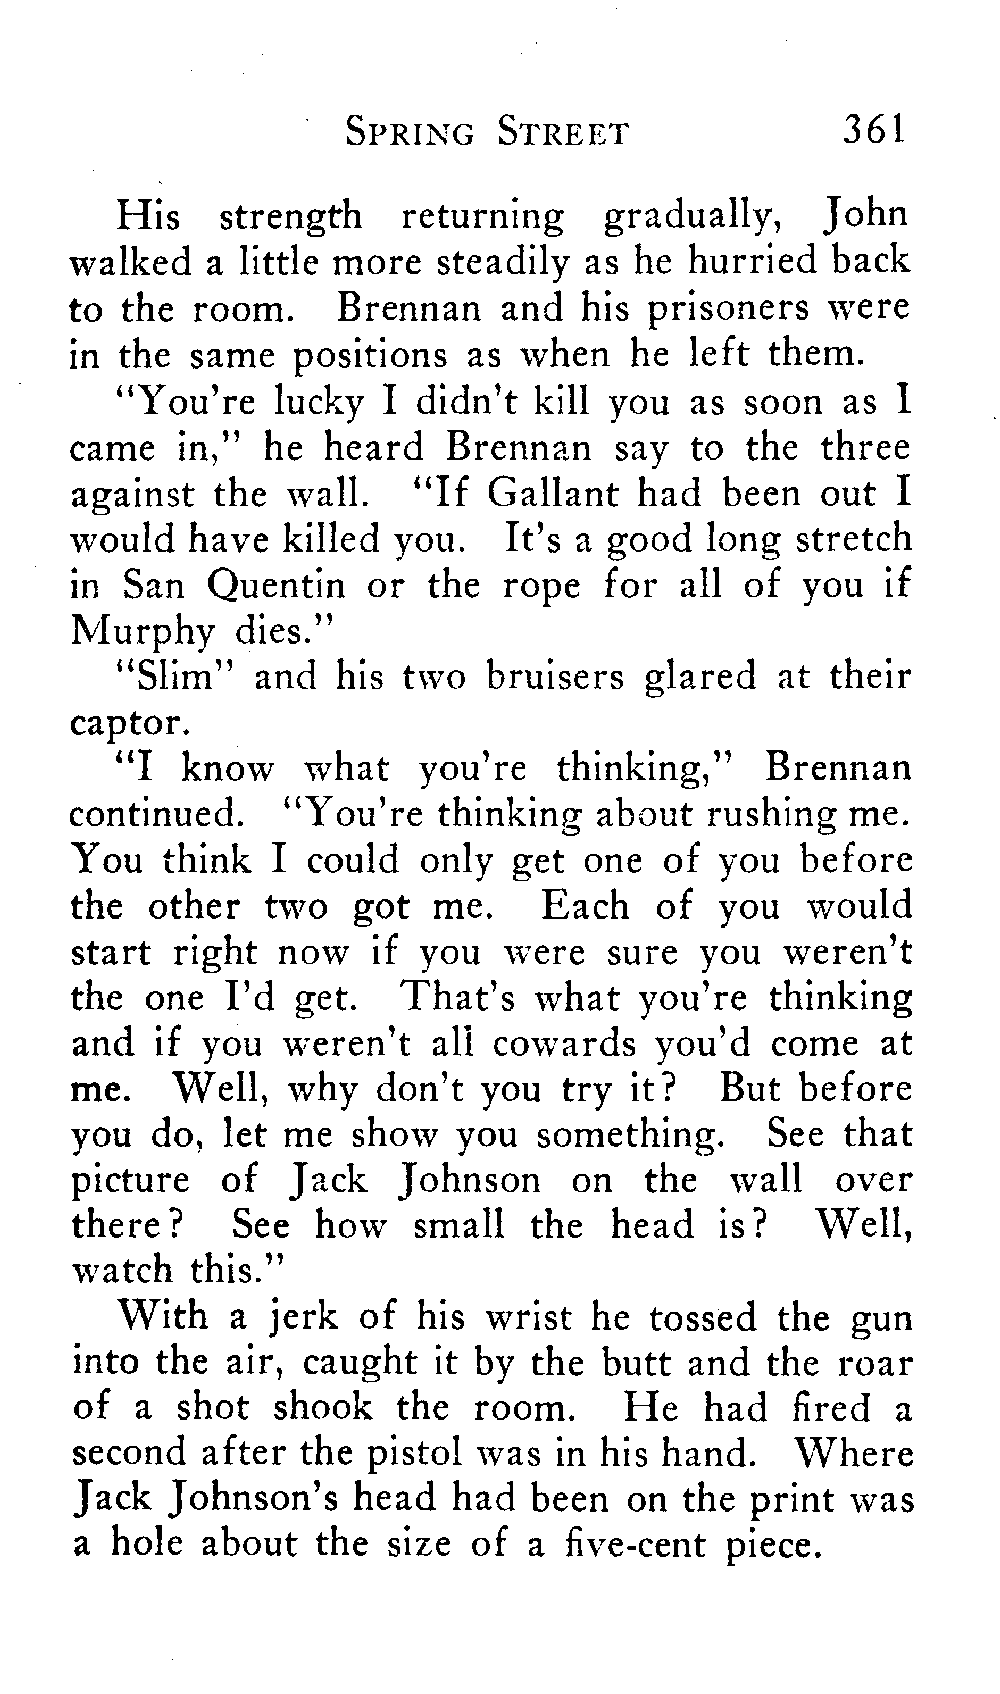 SPRING STREET 361
His strength returning gradually, John
walked a little more steadily as he hurried back
to the room. Brennan and his prisoners were
in the same positions as when he left them.
"You're lucky I didn't kill you as soon as I
came in," he heard Brennan say to the three
against the wall. "If Gallant had been out I
would have killed you. It's a good long stretch
in San Quentin or the rope for all of you if
Murphy dies."
"Slim" and his two bruisers glared at their
captor.
"I know what you're thinking," Brennan
continued. "You're thinking about rushing me.
You think I could only get one of you before
the other two got me. Each of you would
start right now if you were sure you weren't
the one I'd get. That's what you're thinking
and if you weren't all cowards you'd come at
me. Well, why don't you try it? But before
you do, let me show you something. See that
picture of Jack Johnson on the wall over
there? See how small the head is? Well,
watch this."
With a jerk of his wrist he tossed the gun
into the air, caught it by the butt and the roar
of a shot shook the room. He had fired a
second after the pistol was in his hand. Where
Jack Johnson's head had been on the print was
a hole about the size of a five-cent piece.